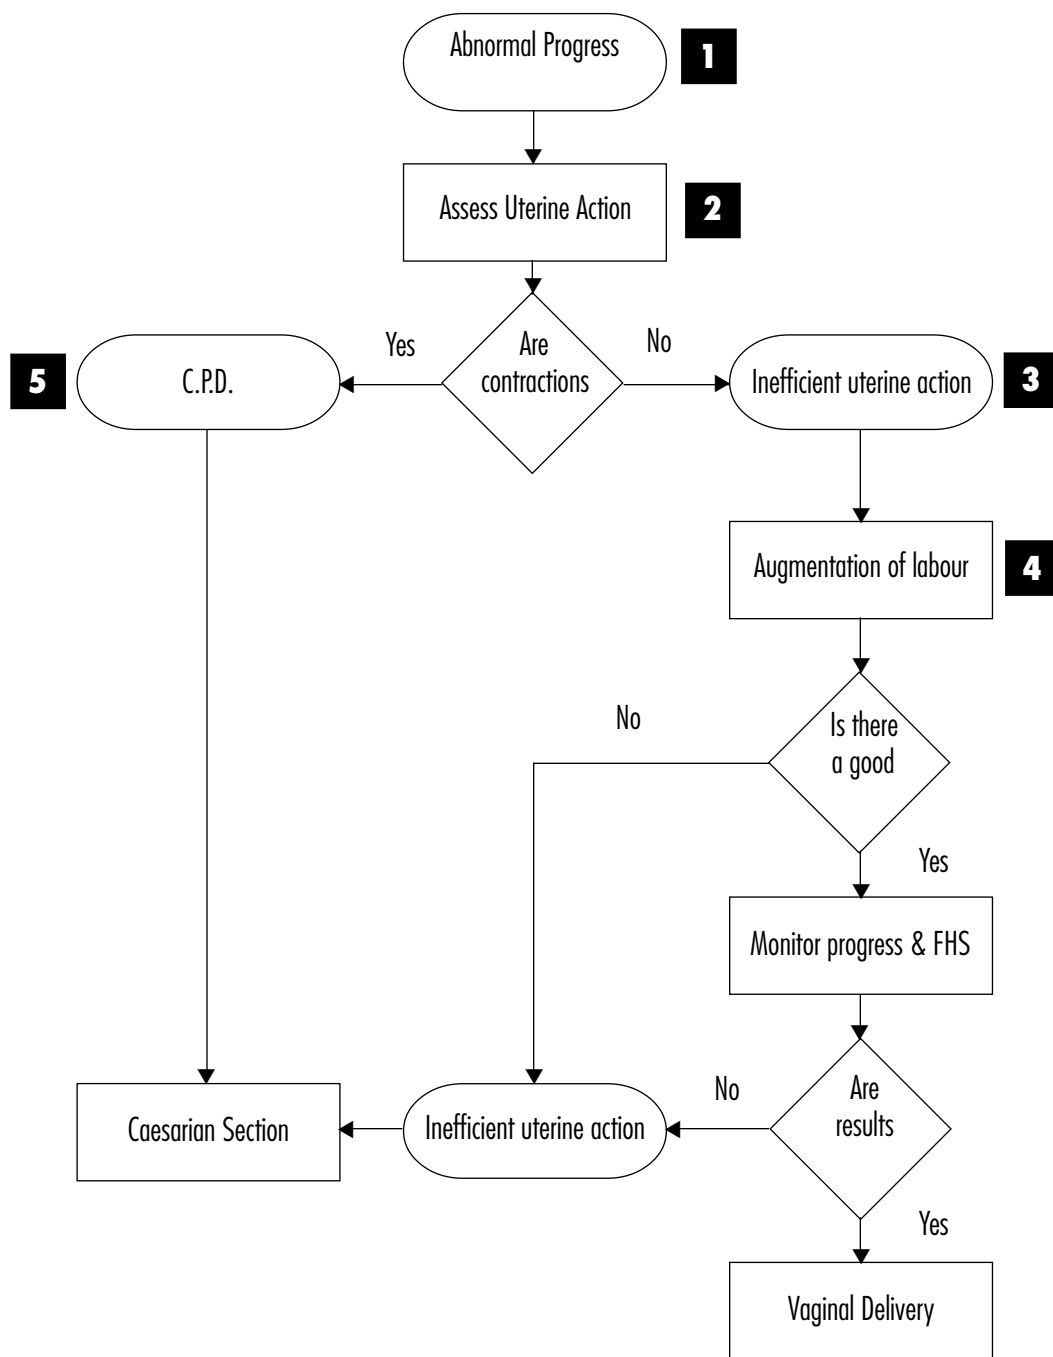 Abnormal Progress
1
Assess Uterine Action
2
Are
contractions
Yes
No
5
C.P.D.
Inefficient uterine action
3
Augmentation of labour
4
Is there
a good
No
Yes
Monitor progress & FHS
Are
results
No
Yes
Inefficient uterine action
Caesarian Section
Vaginal Delivery